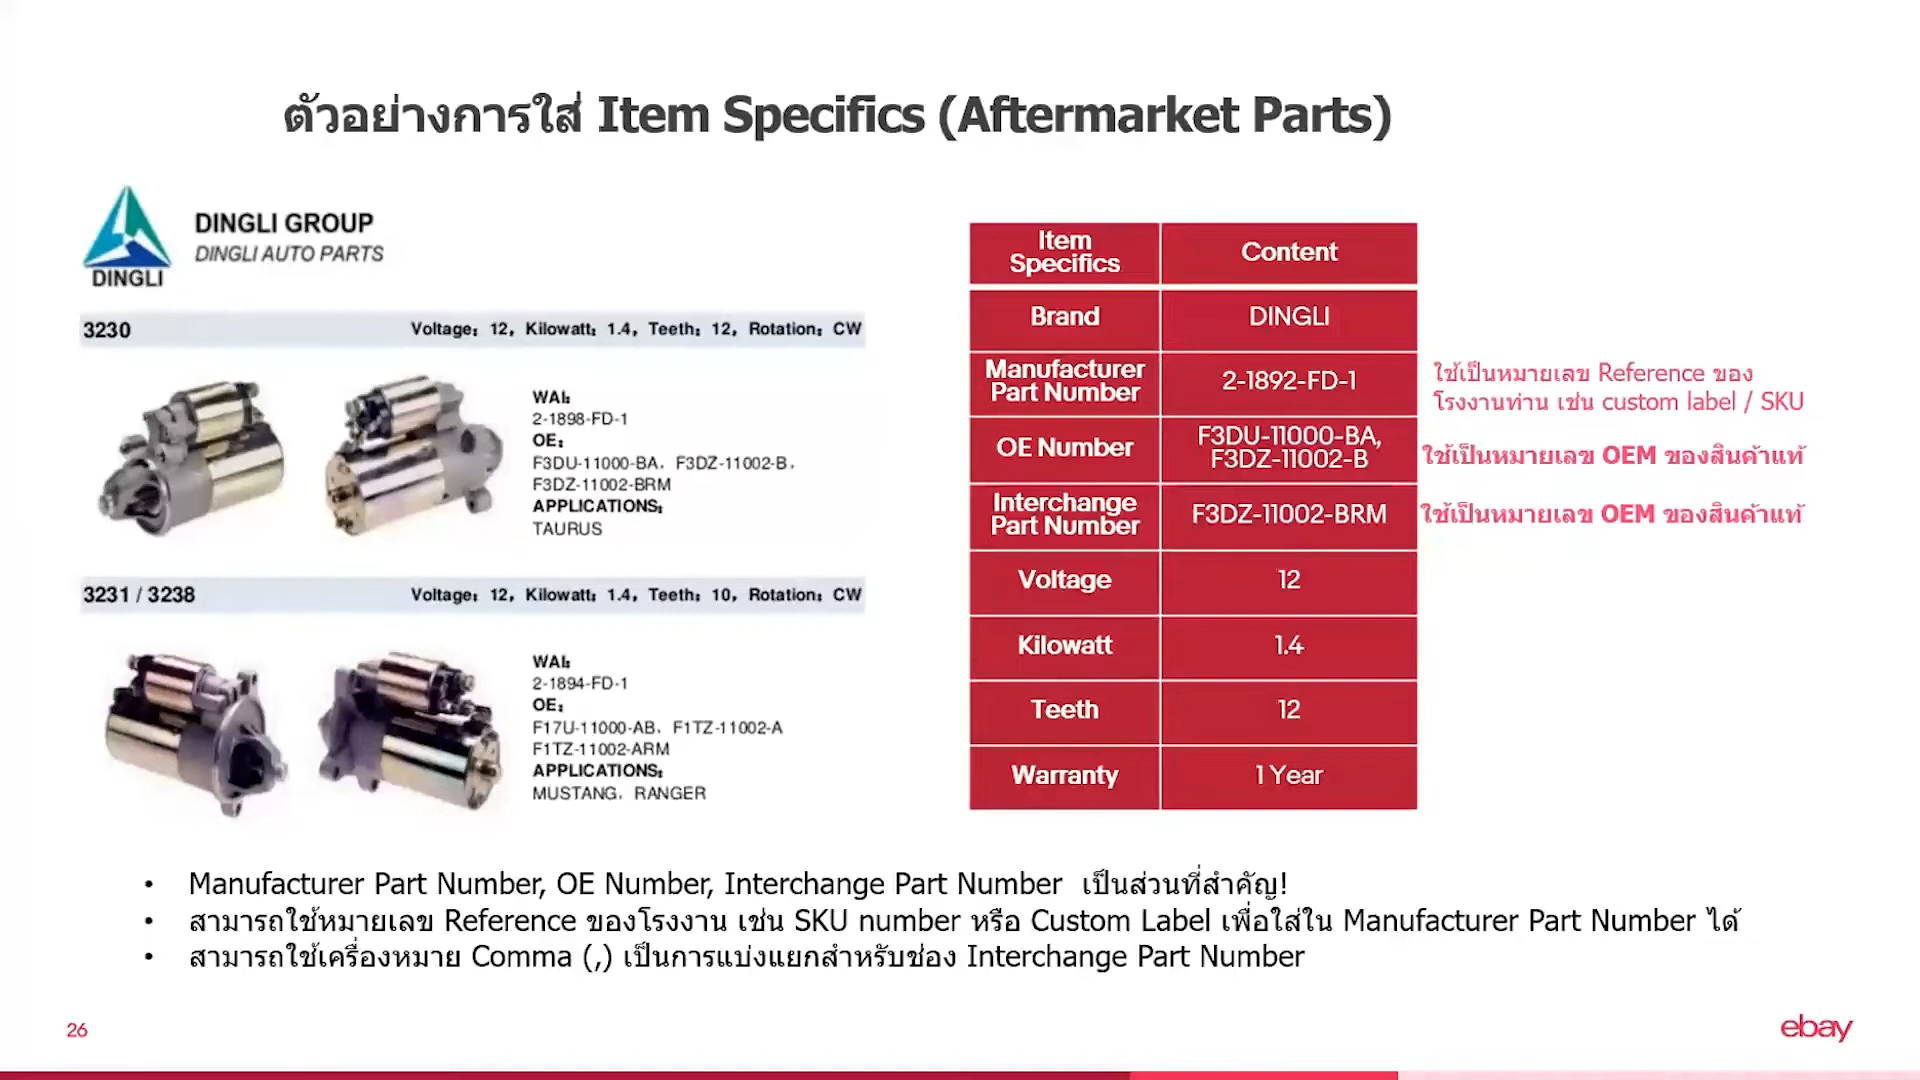 ตัวอย่างการใส่ Item Specifics (Aftermarket Parts)
DINGLI
DINGLI GROUP
DINGLI AUTO PARTS
3230
Voltage: 12, Kilowatt: 1.4, Teeth: 12, Rotation: CW
WAI:
2-1898-FD-1
OE:
F3DU-11000-BA, F3DZ-11002-B,
F3DZ-11002-BRM
APPLICATIONS:
TAURUS
3231 / 3238
Voltage: 12, Kilowatt: 1.4, Teeth: 10, Rotation: CW
WAI:
2-1894-FD-1
OE:
F17U-11000-AB, F1TZ-11002-A
F1TZ-11002-ARM
APPLICATIONS:
MUSTANG, RANGER
Item
Specifics
Content
Brand
DINGLI
Manufacturer
Part Number
2-1892-FD-1
ใช้เป็นหมายเลข Reference ของ
โรงงานท่าน เช่น custom label / SKU
OE Number
F3DU-11000-BA,
F3DZ-11002-B
ใช้เป็นหมายเลข OEM ของสินค้าแท้
Interchange
Part Number
F3DZ-11002-BRM
ใช้เป็นหมายเลข OEM ของสินค้าแท้
Voltage
12
Kilowatt
1.4
Teeth
12
Warranty
1 Year
• Manufacturer Part Number, OE Number, Interchange Part Number เป็นส่วนที่สำคัญ!
• สามารถใช้หมายเลข Reference ของโรงงาน เช่น SKU number หรือ Custom Label เพื่อใส่ใน Manufacturer Part Number ได้
• สามารถใช้เครื่องหมาย Comma (,) เป็นการแบ่งแยกสำหรับช่อง Interchange Part Number
26
ebay